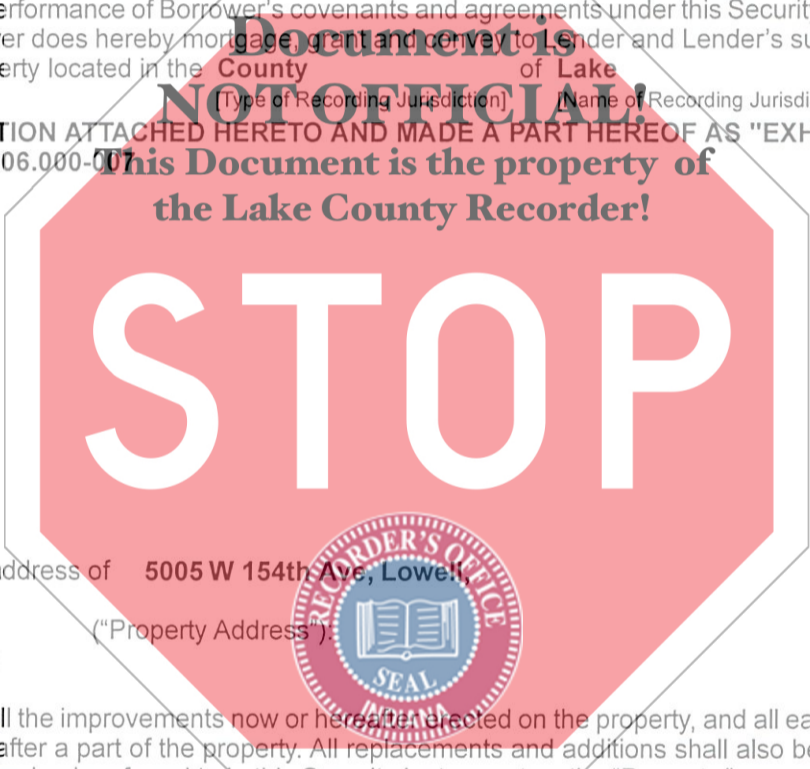 erformance of Borrower's covenants and agreements under this Securit
er does hereby mortgage, grant and convey to Lender and Lender's su
Document is
erty located in the County of Lake
[Type of Recording Jurisdiction] [Name of Recording Jurisdi
NOT OFFICIAL!
TION ATTACHED HERETO AND MADE A PART HEREOF AS "EXH
06.000-007
This Document is the property of
the Lake County Recorder!
STOP
ddress of 5005 W 154th Ave, Lowell,
("Property Address"):
RECORDER'S OFFICE
SEAL
INDIANA
ll the improvements now or hereafter erected on the property, and all ea
after a part of the property. All replacements and additions shall also be